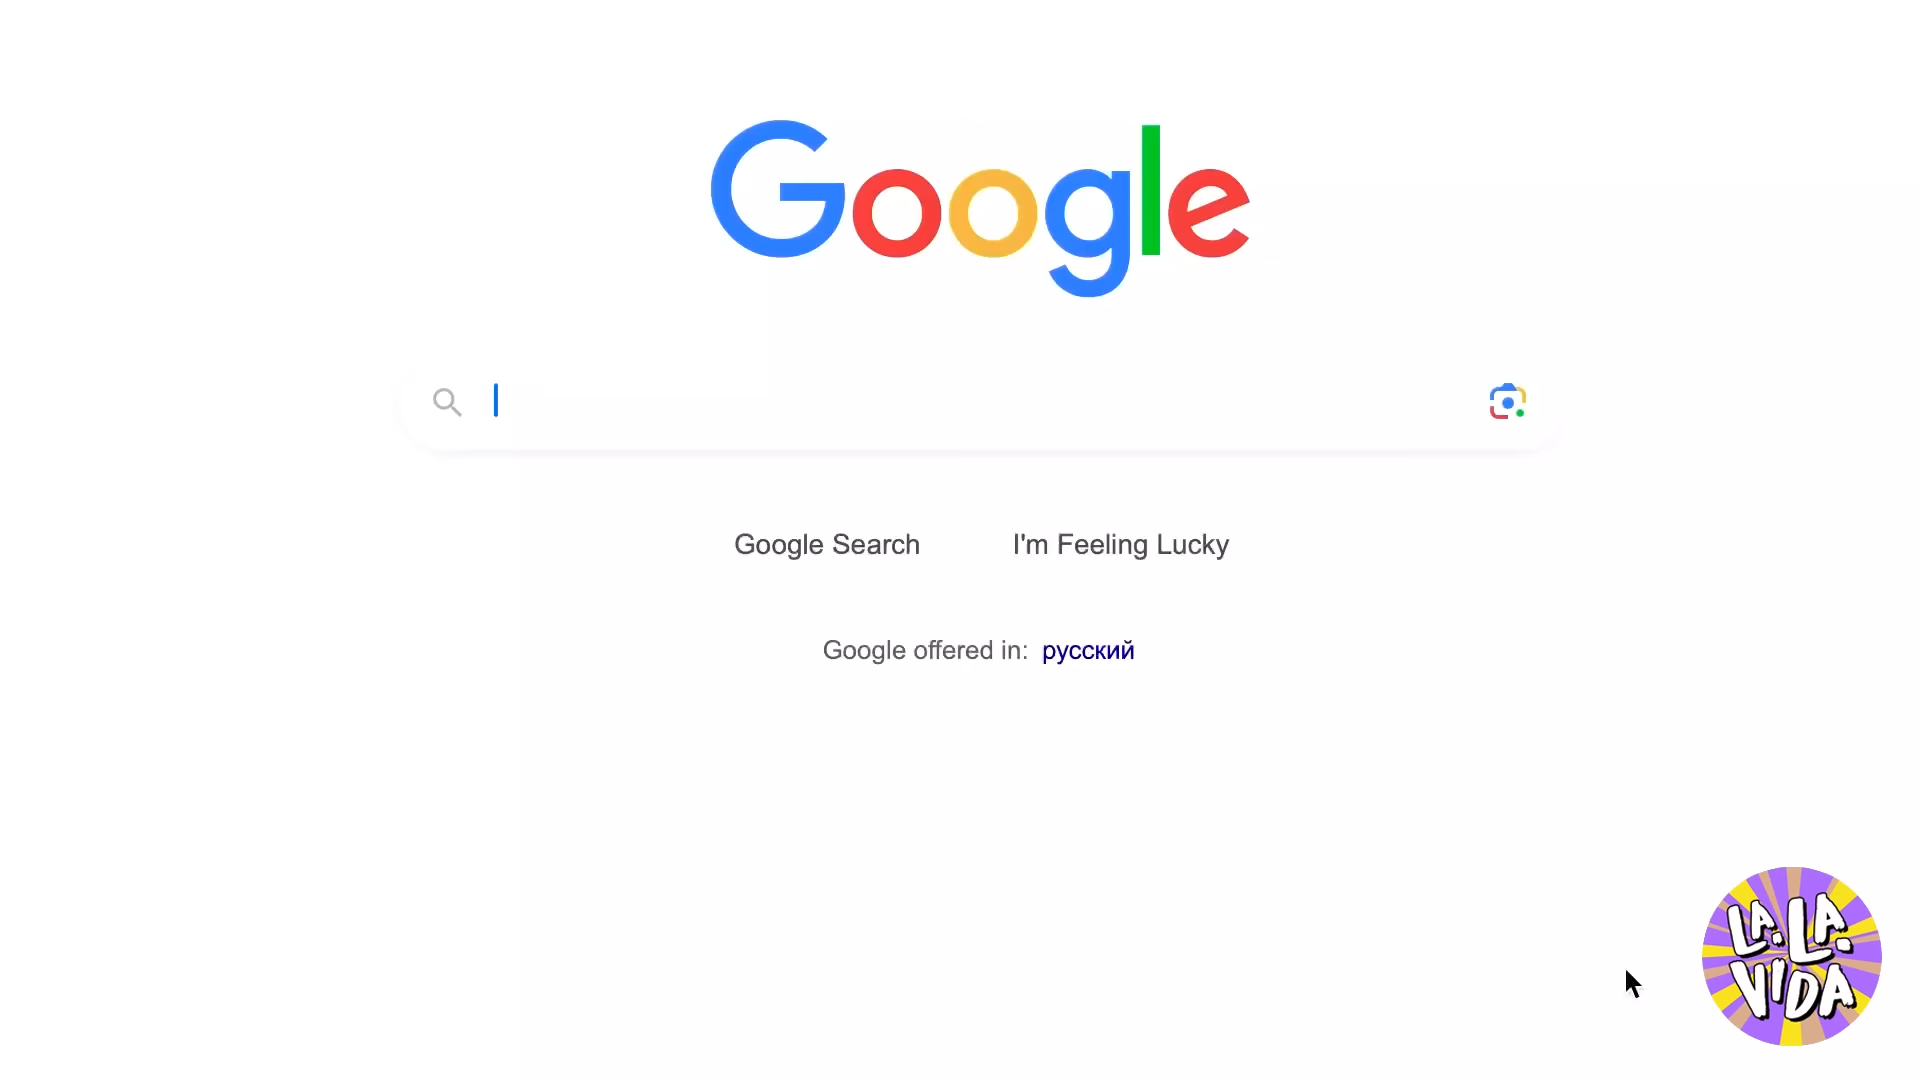 Google
Google Search
I'm Feeling Lucky
Google offered in: русский
LA.LA.
VIDA